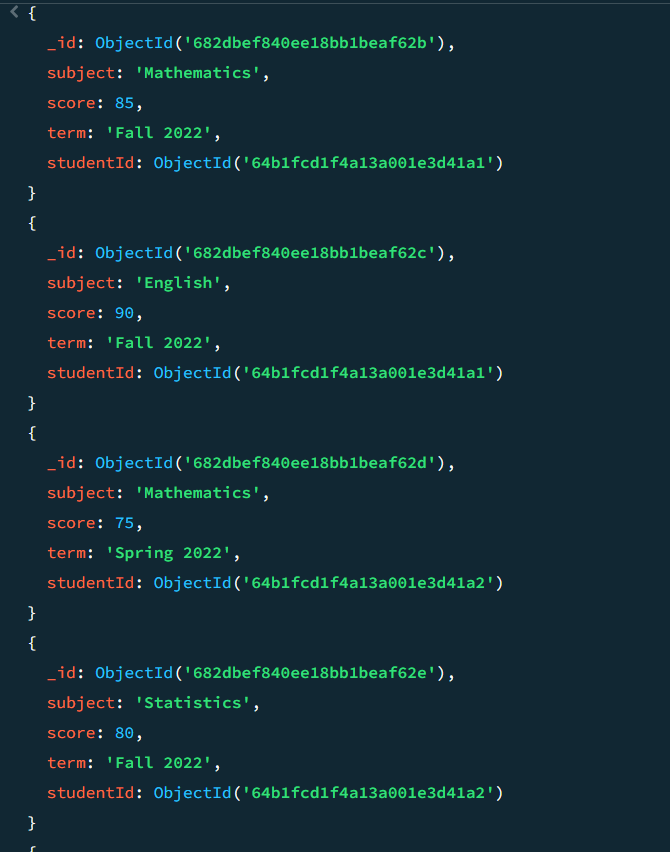 {
_id: ObjectId('682dbef840ee18bb1beaf62b'),
subject: 'Mathematics',
score: 85,
term: 'Fall 2022',
studentId: ObjectId('64b1fcd1f4a13a001e3d41a1')
}
{
_id: ObjectId('682dbef840ee18bb1beaf62c'),
subject: 'English',
score: 90,
term: 'Fall 2022',
studentId: ObjectId('64b1fcd1f4a13a001e3d41a1')
}
{
_id: ObjectId('682dbef840ee18bb1beaf62d'),
subject: 'Mathematics',
score: 75,
term: 'Spring 2022',
studentId: ObjectId('64b1fcd1f4a13a001e3d41a2')
}
{
_id: ObjectId('682dbef840ee18bb1beaf62e'),
subject: 'Statistics',
score: 80,
term: 'Fall 2022',
studentId: ObjectId('64b1fcd1f4a13a001e3d41a2')
}
{